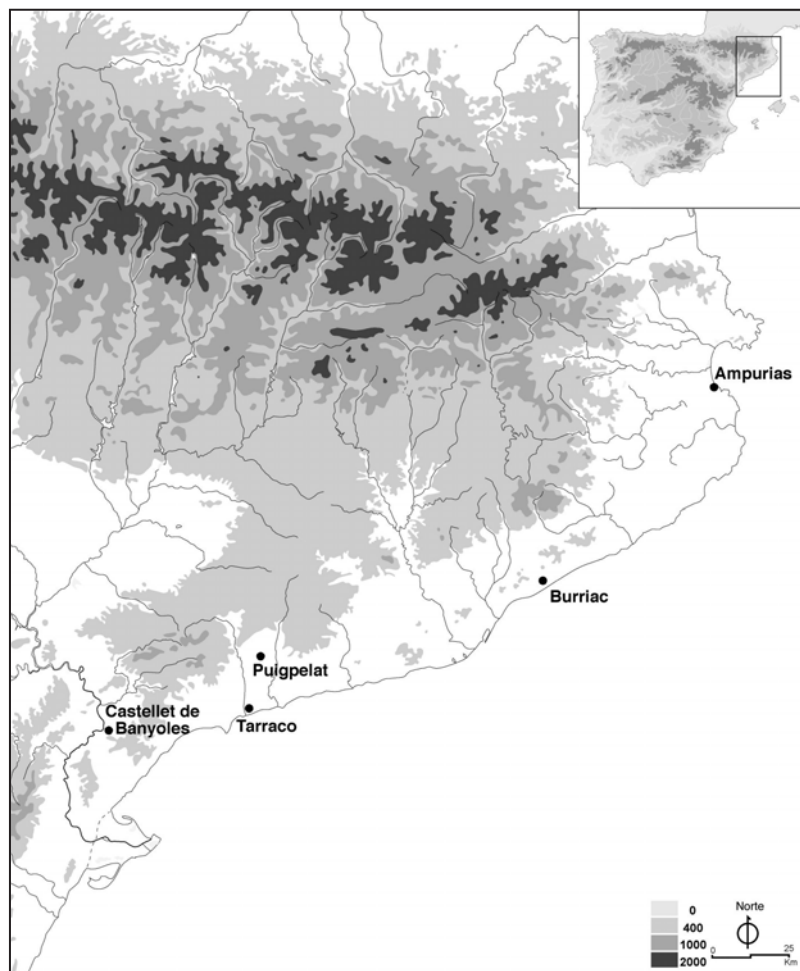 Ampurias
Burriac
Puigpelat
Castellet de
Banyoles
Tarraco
0
400
1000
2000
Norte
0 25
Km